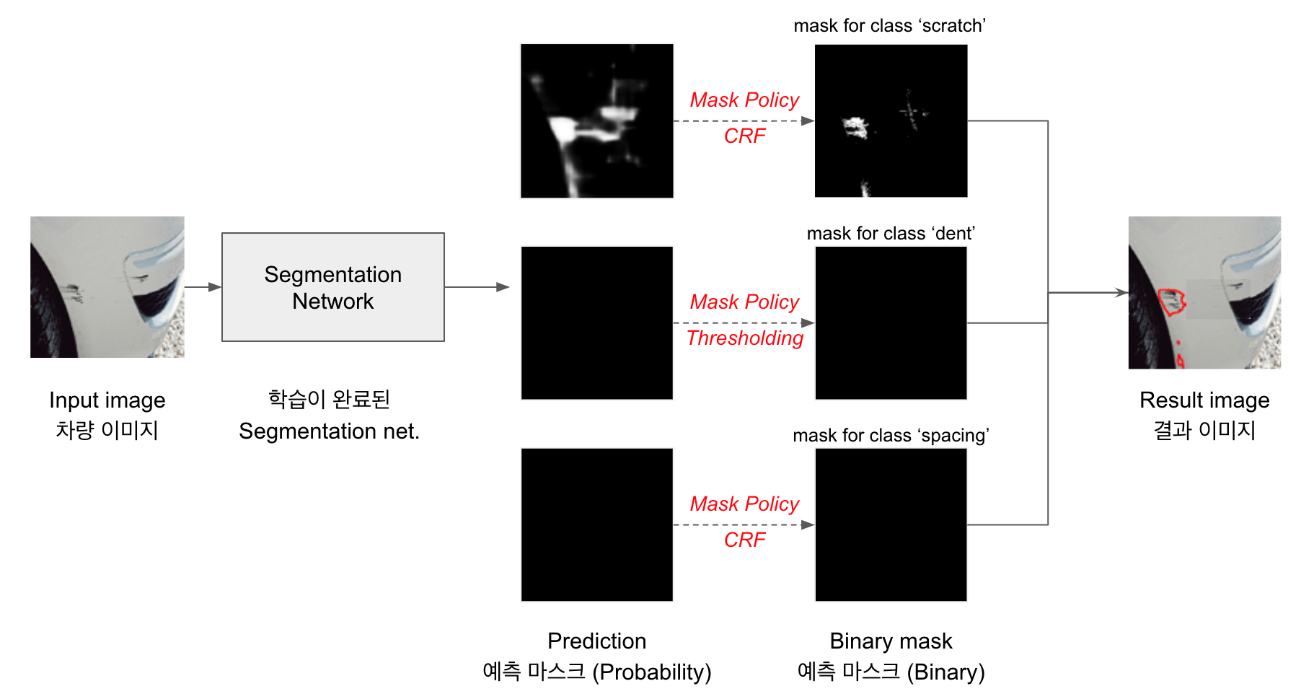 mask for class ‘scratch’
Mask Policy
CRF
mask for class ‘dent’
Segmentation
Network
Mask Policy
Thresholding
Input image
차량 이미지
학습이 완료된
Segmentation net.
Result image
결과 이미지
mask for class ‘spacing’
Mask Policy
CRF
Prediction
예측 마스크 (Probability)
Binary mask
예측 마스크 (Binary)